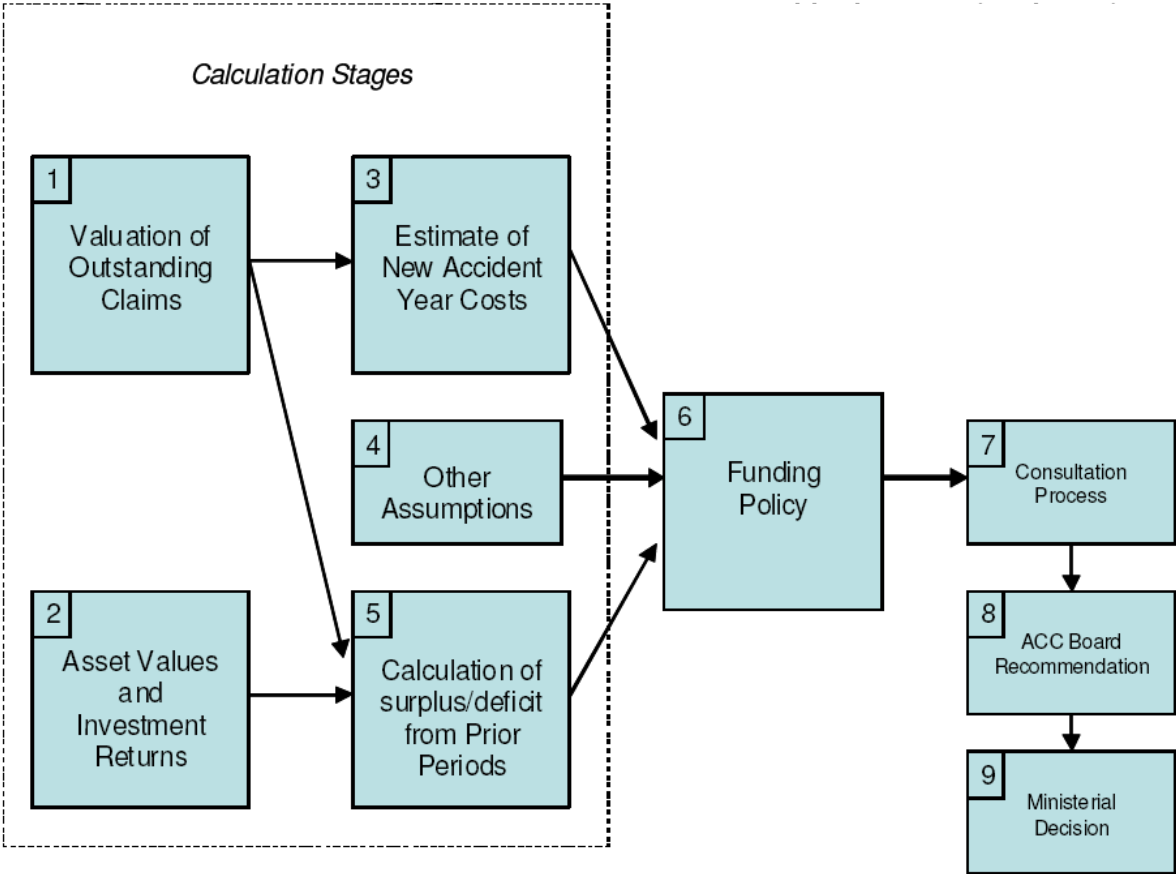 Calculation Stages
1
Valuation of
Outstanding
Claims
3
Estimate of
New Accident
Year Costs
4
Other
Assumptions
6
Funding
Policy
7
Consultation
Process
2
Asset Values
and
Investment
Returns
5
Calculation of
surplus/deficit
from Prior
Periods
8
ACC Board
Recommendation
9
Ministerial
Decision